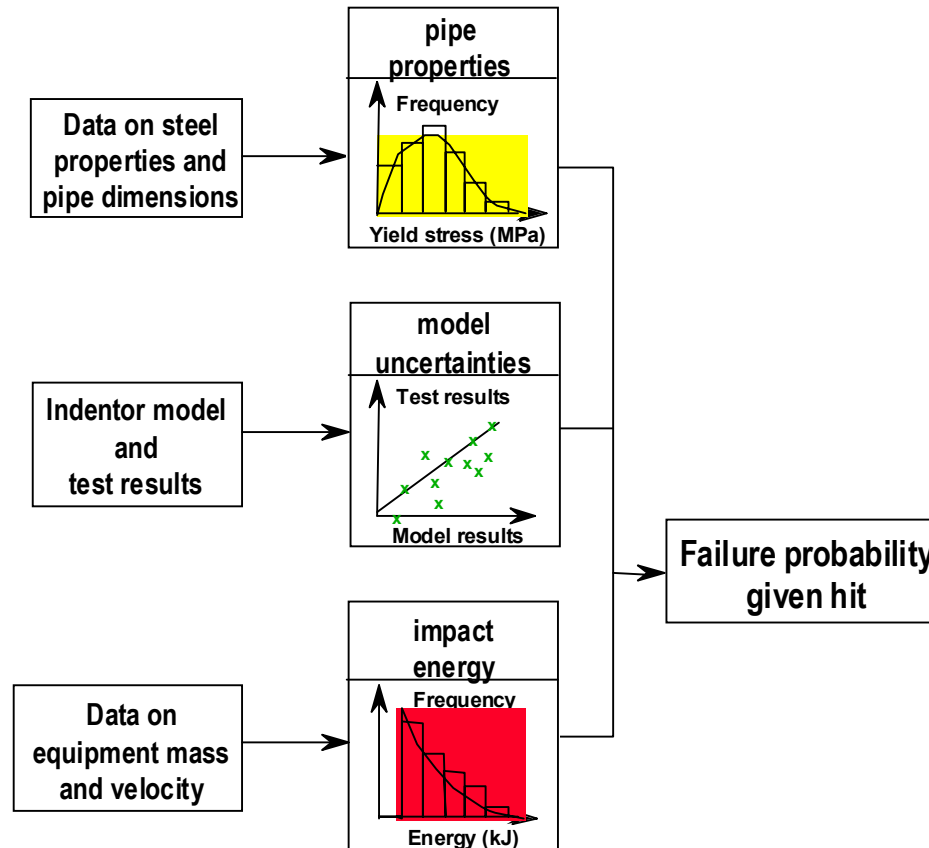 pipe
properties
Frequency
Yield stress (MPa)
Data on steel
properties and
pipe dimensions
model
uncertainties
Test results
x x x x x x x x x x x
Model results
Indentor model
and
test results
Failure probability
given hit
impact
energy
Frequency
Energy (kJ)
Data on
equipment mass
and velocity